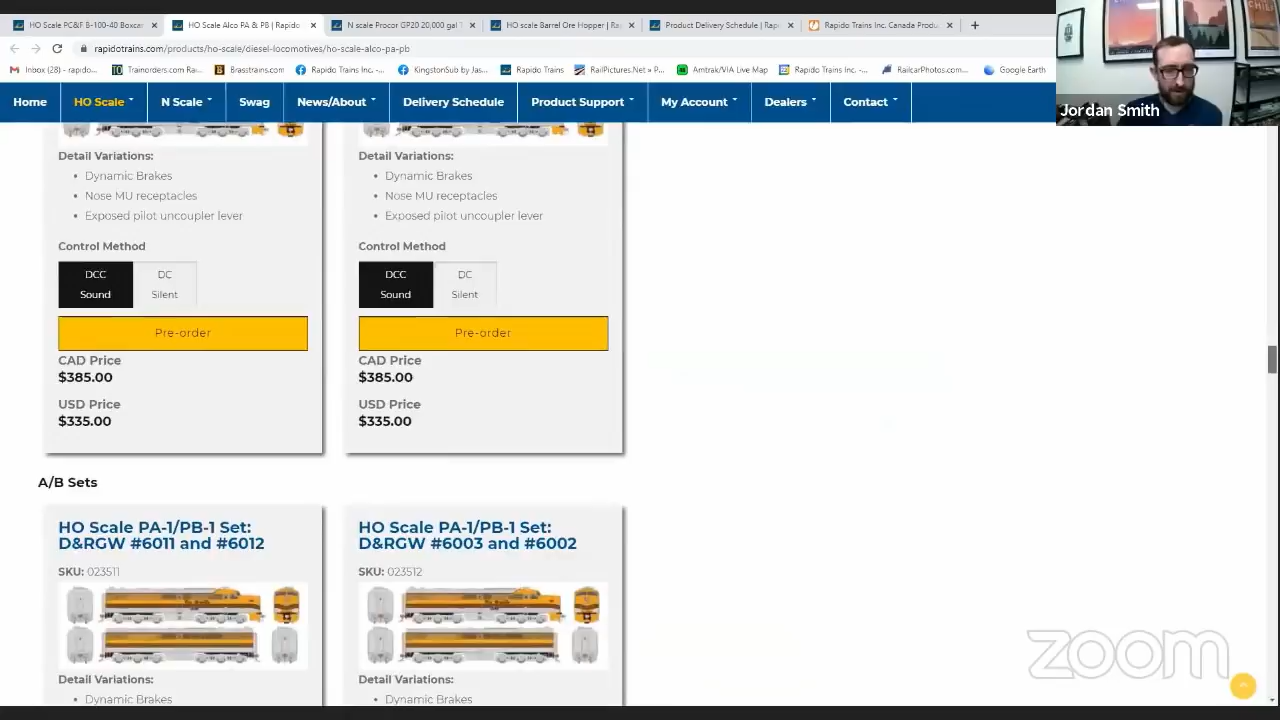 HO Scale PC&F B-100-40 Boxcar
HO Scale Alco PA & PB | Rapido
N scale Procor GP20 20,000 gal T
HO scale Barrel Ore Hopper | Ra
Product Delivery Schedule | Rapi
Rapido Trains Inc. Canada Produ
rapidotrains.com/products/ho-scale/diesel-locomotives/ho-scale-alco-pa-pb
Inbox (28) - rapido...
Trainorders.com Rai...
Brasstrains.com
Rapido Trains Inc. -...
KingstonSub by Jas...
Rapido Trains
RailPictures.Net » P...
Amtrak/VIA Live Map
Rapido Trains Inc. -...
RailcarPhotos.com...
Google Earth
Home
HO Scale
N Scale
Swag
News/About
Delivery Schedule
Product Support
My Account
Dealers
Contact
Jordan Smith
Detail Variations:
Dynamic Brakes
Nose MU receptacles
Exposed pilot uncoupler lever
Control Method
DCC
Sound
DC
Silent
Pre-order
CAD Price
$385.00
USD Price
$335.00
Detail Variations:
Dynamic Brakes
Nose MU receptacles
Exposed pilot uncoupler lever
Control Method
DCC
Sound
DC
Silent
Pre-order
CAD Price
$385.00
USD Price
$335.00
A/B Sets
HO Scale PA-1/PB-1 Set:
D&RGW #6011 and #6012
SKU: 023511
Detail Variations:
Dynamic Brakes
HO Scale PA-1/PB-1 Set:
D&RGW #6003 and #6002
SKU: 023512
Detail Variations:
Dynamic Brakes
zoom